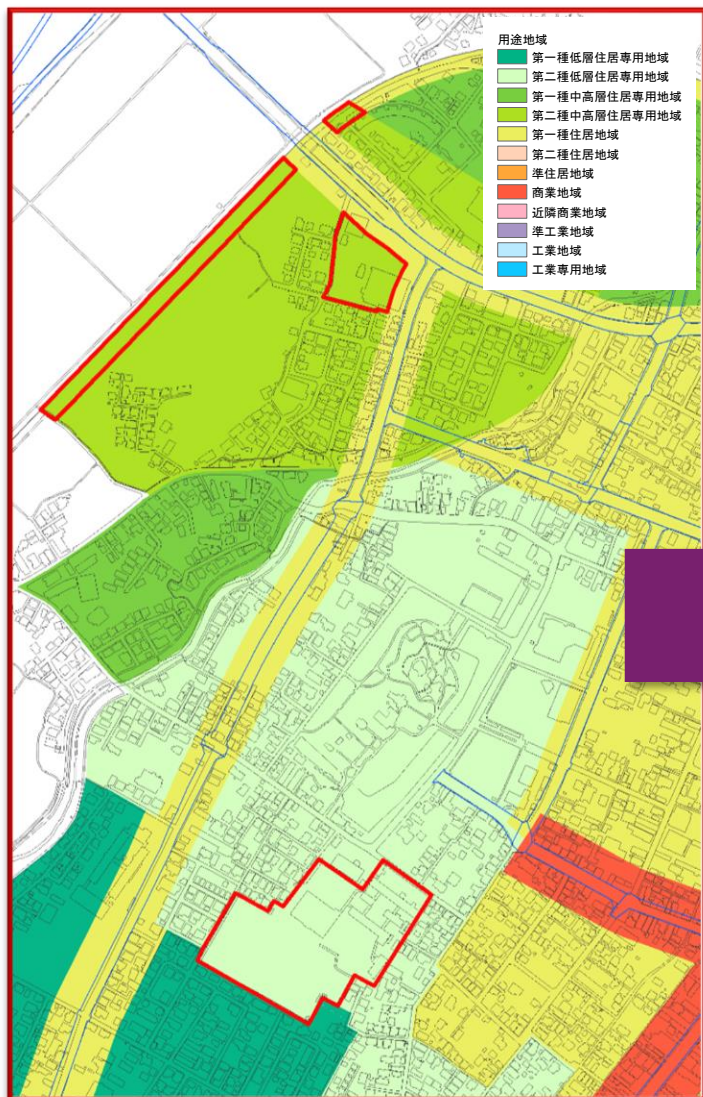 用途地域
第一種低層住居専用地域
第二種低層住居専用地域
第一種中高層住居専用地域
第二種中高層住居専用地域
第一種住居地域
第二種住居地域
準住居地域
商業地域
近隣商業地域
準工業地域
工業地域
工業専用地域